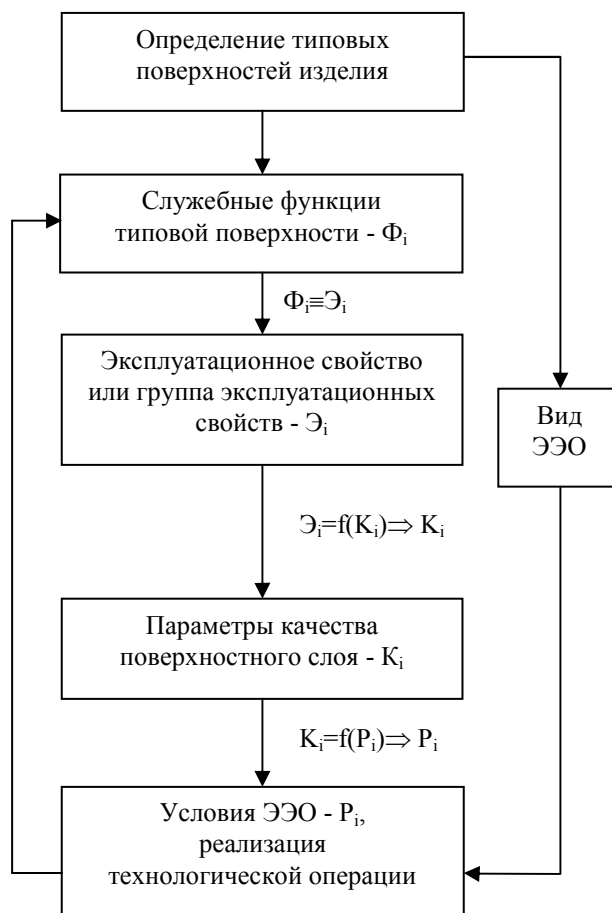 Определение типовых
поверхностей изделия
Служебные функции
типовой поверхности - Фᵢ
Фᵢ≡Эᵢ
Эксплуатационное свойство
или группа эксплуатационных
свойств - Эᵢ
Вид
ЭЭО
Эᵢ=f(Kᵢ)⇒ Kᵢ
Параметры качества
поверхностного слоя - Kᵢ
Kᵢ=f(Pᵢ)⇒ Pᵢ
Условия ЭЭО - Pᵢ,
реализация
технологической операции